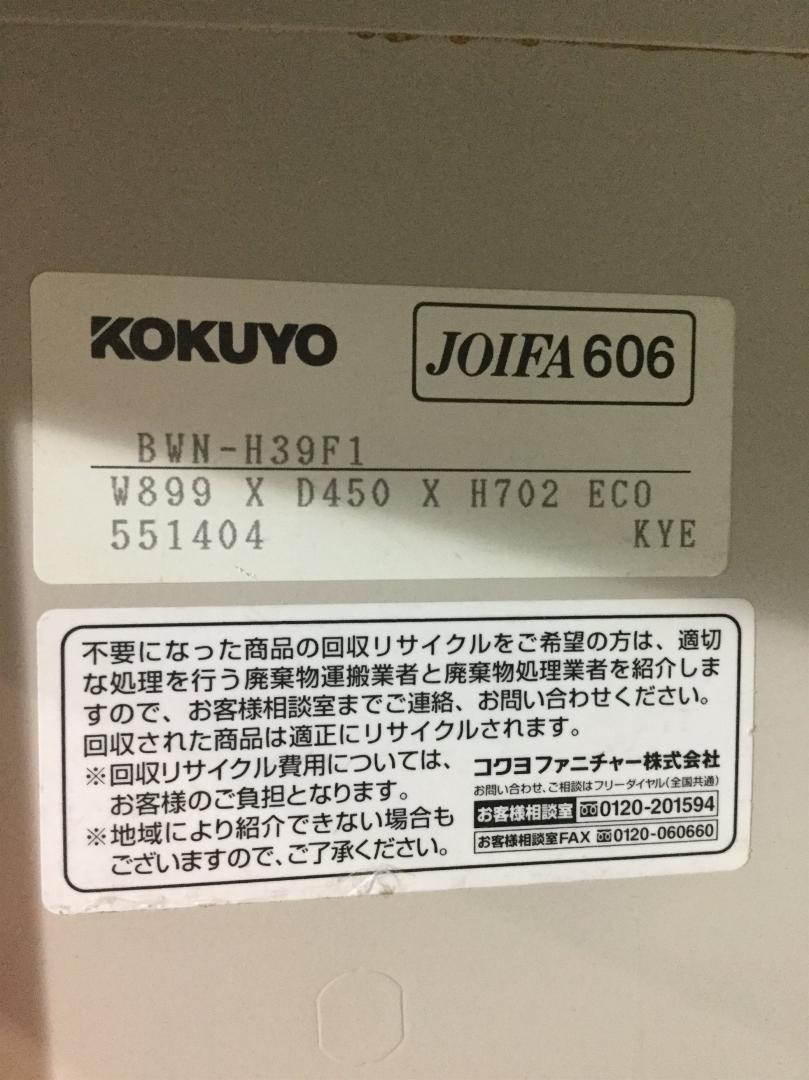 KOKUYO
JOIFA 606
BWN-H39F1
W899 X D450 X H702 ECO
551404 KYE
不要になった商品の回収リサイクルをご希望の方は、適切
な処理を行う廃棄物運搬業者と廃棄物処理業者を紹介しま
すので、お客様相談室までご連絡、お問い合わせください。
回収された商品は適正にリサイクルされます。
※回収リサイクル費用については、
お客様のご負担となります。
※地域により紹介できない場合も
ございますので、ご了承ください。
コクヨファニチャー株式会社
お問い合わせ、ご相談はフリーダイヤル(全国共通)
お客様相談室 0120-201594
お客様相談室FAX 0120-060660